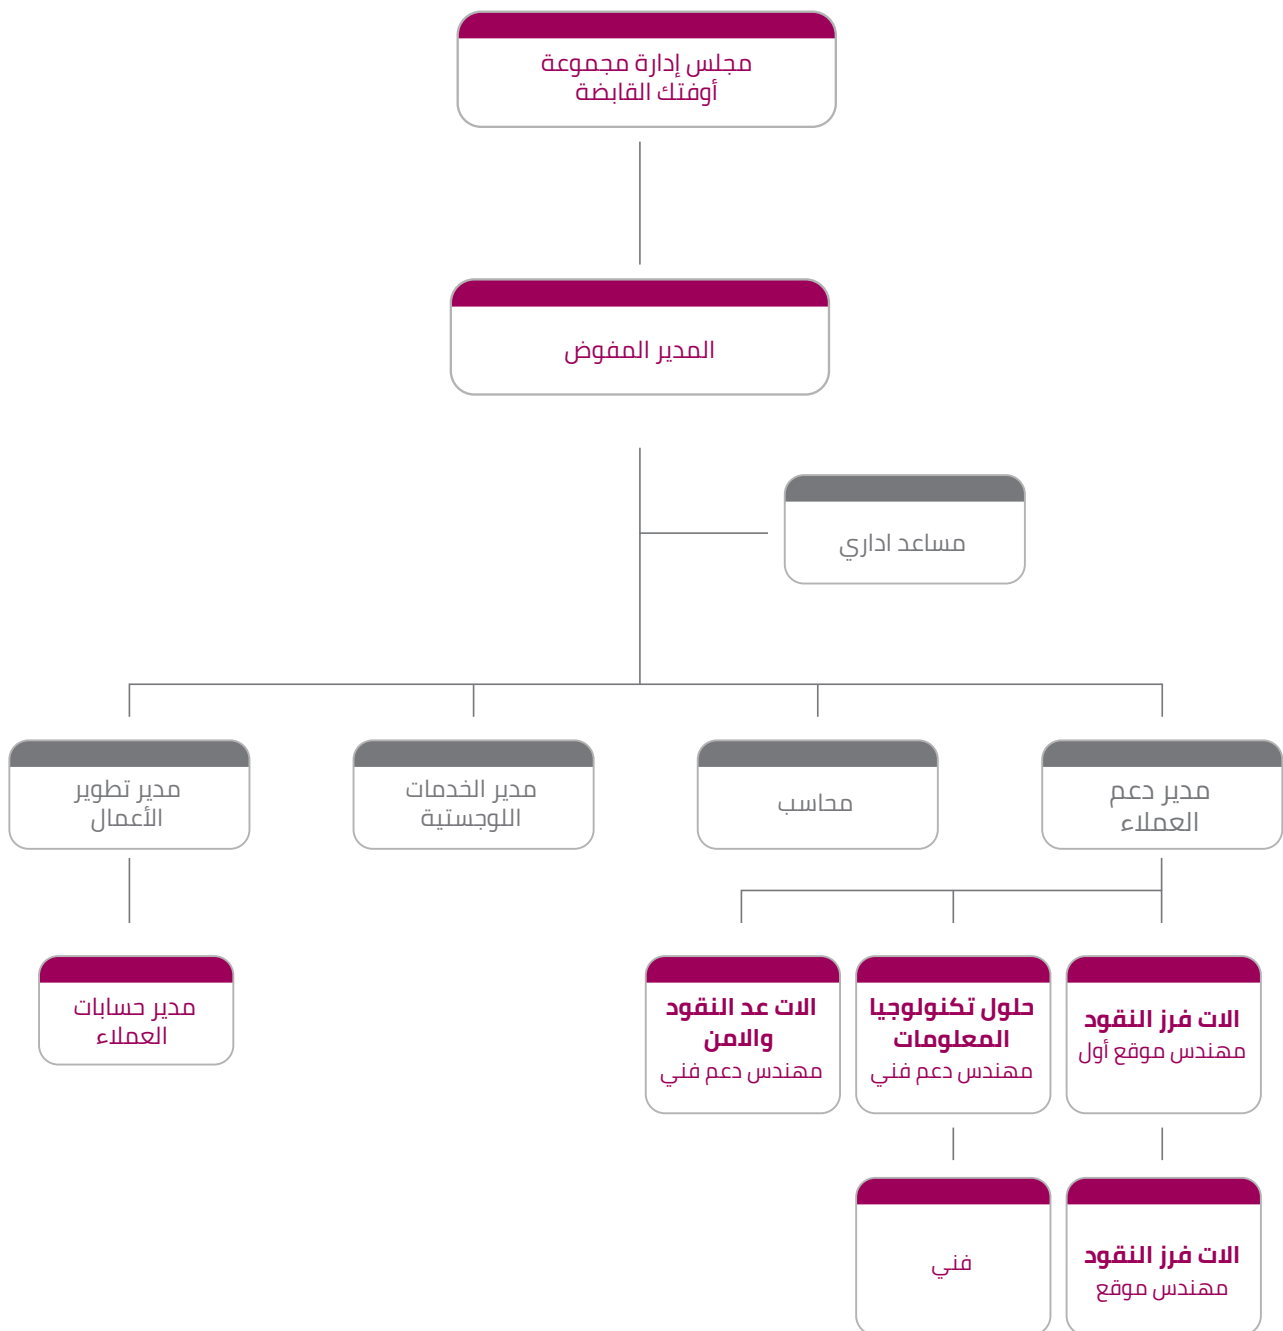 مجلس إدارة مجموعة
أوفتك القابضة
المدير المفوض
مساعد اداري
مدير دعم
العملاء
محاسب
مدير الخدمات
اللوجستية
مدير تطوير
الأعمال
الات فرز النقود
مهندس موقع أول
حلول تكنولوجيا
المعلومات
مهندس دعم فني
الات عد النقود
والامن
مهندس دعم فني
مدير حسابات
العملاء
الات فرز النقود
مهندس موقع
فني